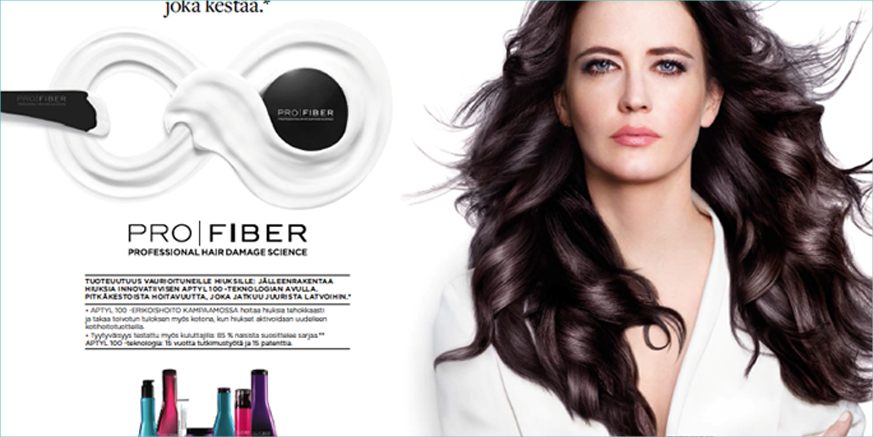 joka kestää.*
PRO|FIBER
PRO|FIBER
PRO|FIBER
PROFESSIONAL HAIR DAMAGE SCIENCE
TUOTEUUTUUS VAURIOITUNEILLE HIUKSILLE: JÄLLEENRAKENTAA
HIUKSIA INNOVATIIVISEN APTYL 100 -TEKNOLOGIAN AVULLA.
PITKÄKESTOISTA HOITAVUUTTA, JOKA JATKUU JUURISTA LATVOIHIN.*
• APTYL 100 -ERIKOISHOITO KAMPAAMOSSA hoitaa hiuksia tehokkaasti
ja takaa toivotun tuloksen myös kotona, kun hiukset aktivoidaan uudelleen
kotihoitotuotteilla.
• Tyytyväisyys testattu myös kuluttajilla: 85 % naisista suosittelee sarjaa.**
APTYL 100 -teknologia: 15 vuotta tutkimustyötä ja 15 patenttia.